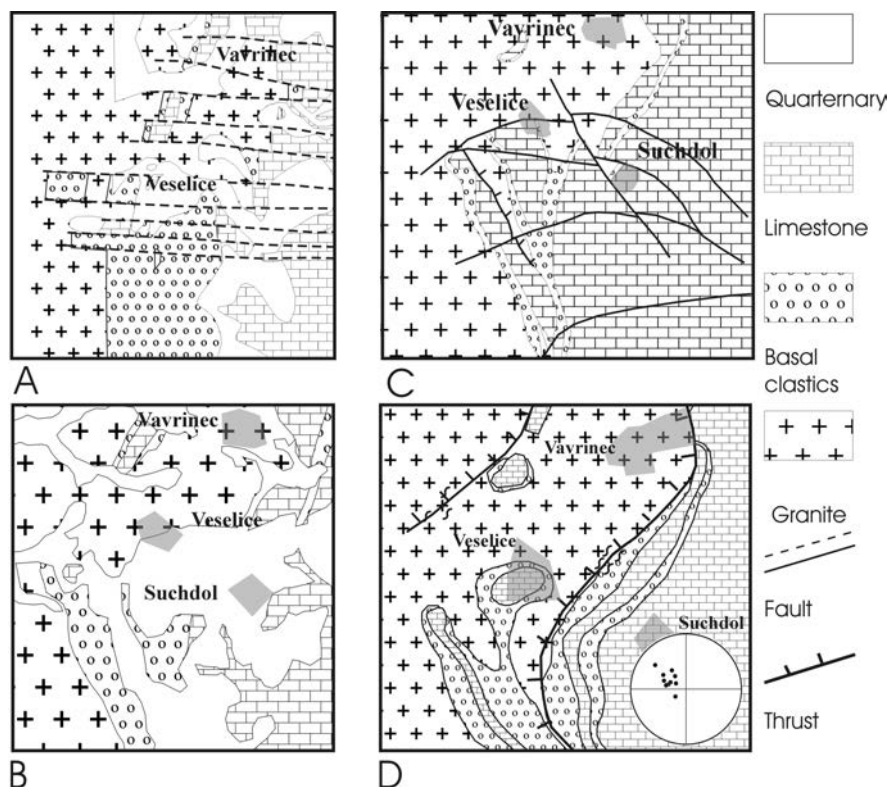 Vavrinec
Veselice
A
Vavrinec
Veselice
Suchdol
B
Vavrinec
Veselice
Suchdol
C
Vavrinec
Veselice
Suchdol
D
Quarternary
Limestone
Basal
clastics
Granite
Fault
Thrust